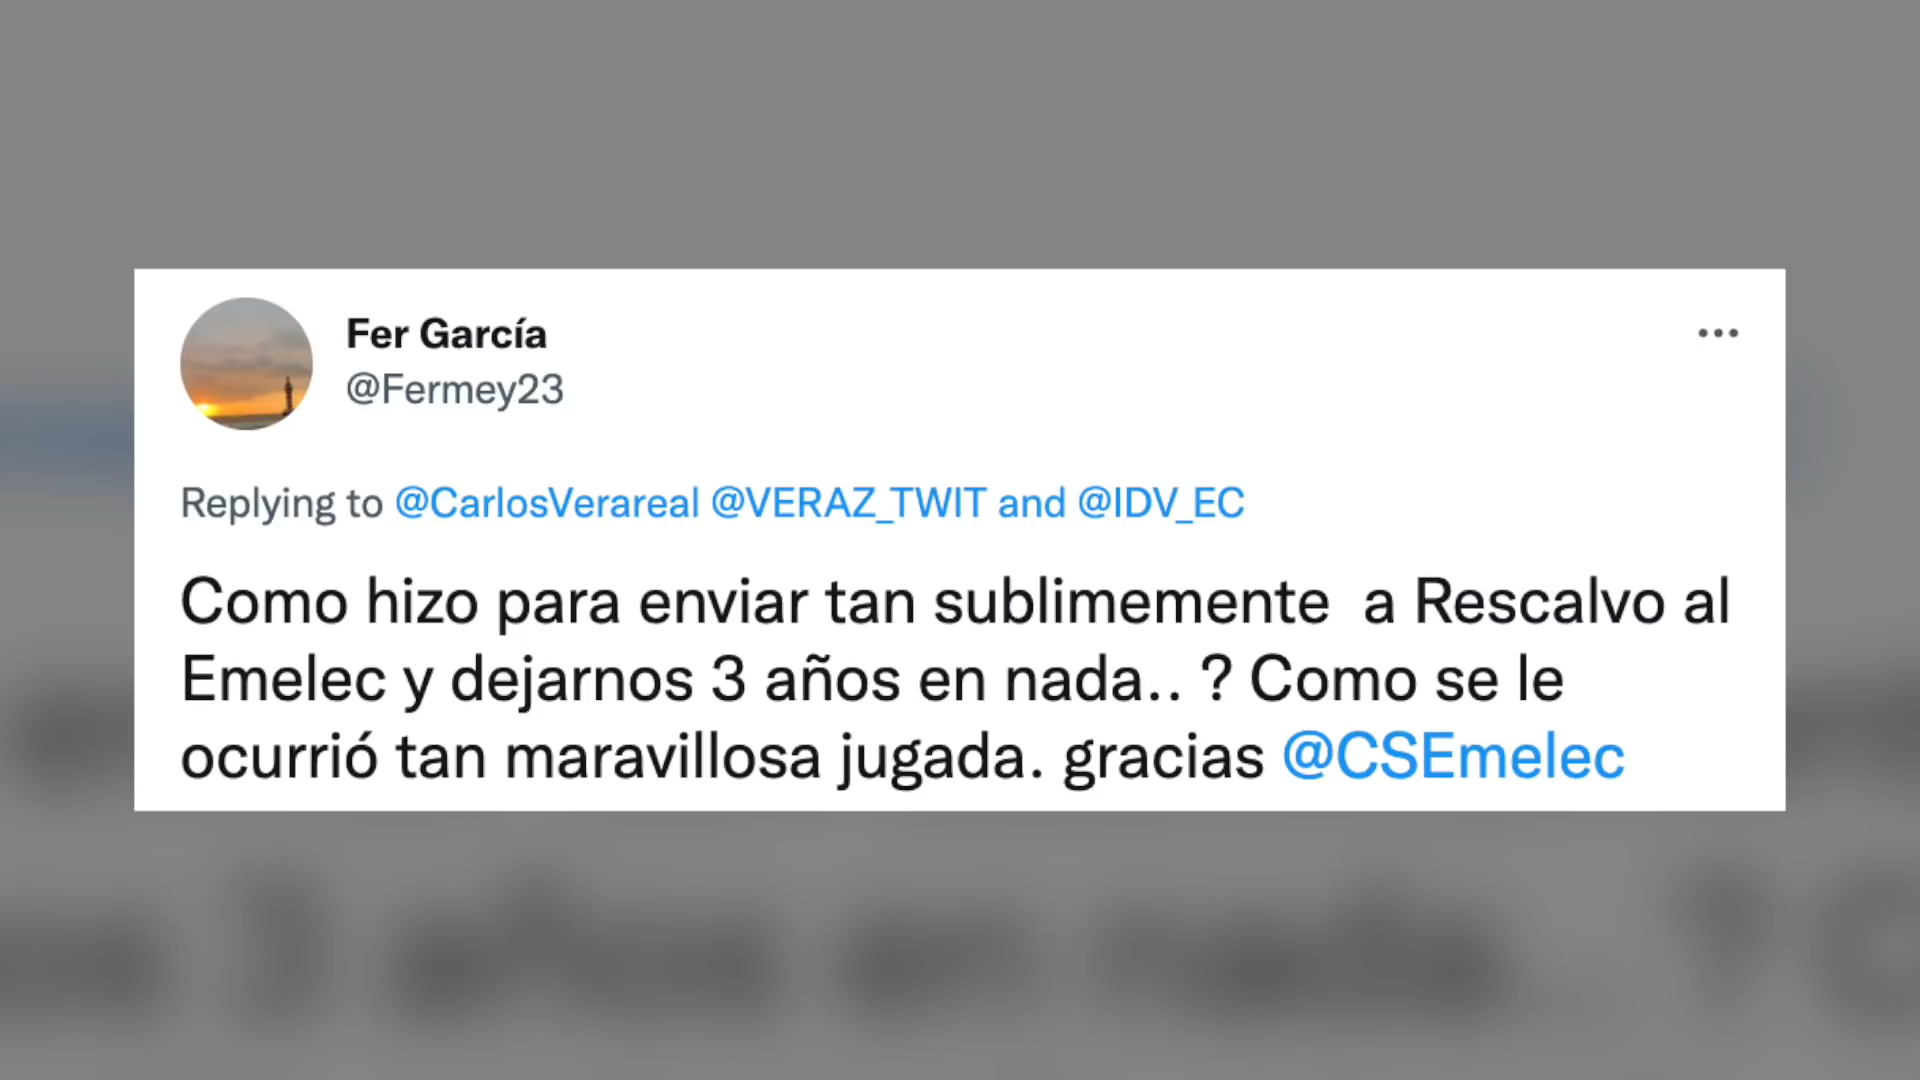 Fer García
@Fermey23
Replying to @CarlosVerareal @VERAZ_TWIT and @IDV_EC
Como hizo para enviar tan sublimemente  a Rescalvo al
Emelec y dejarnos 3 años en nada.. ? Como se le
ocurrió tan maravillosa jugada. gracias @CSEmelec